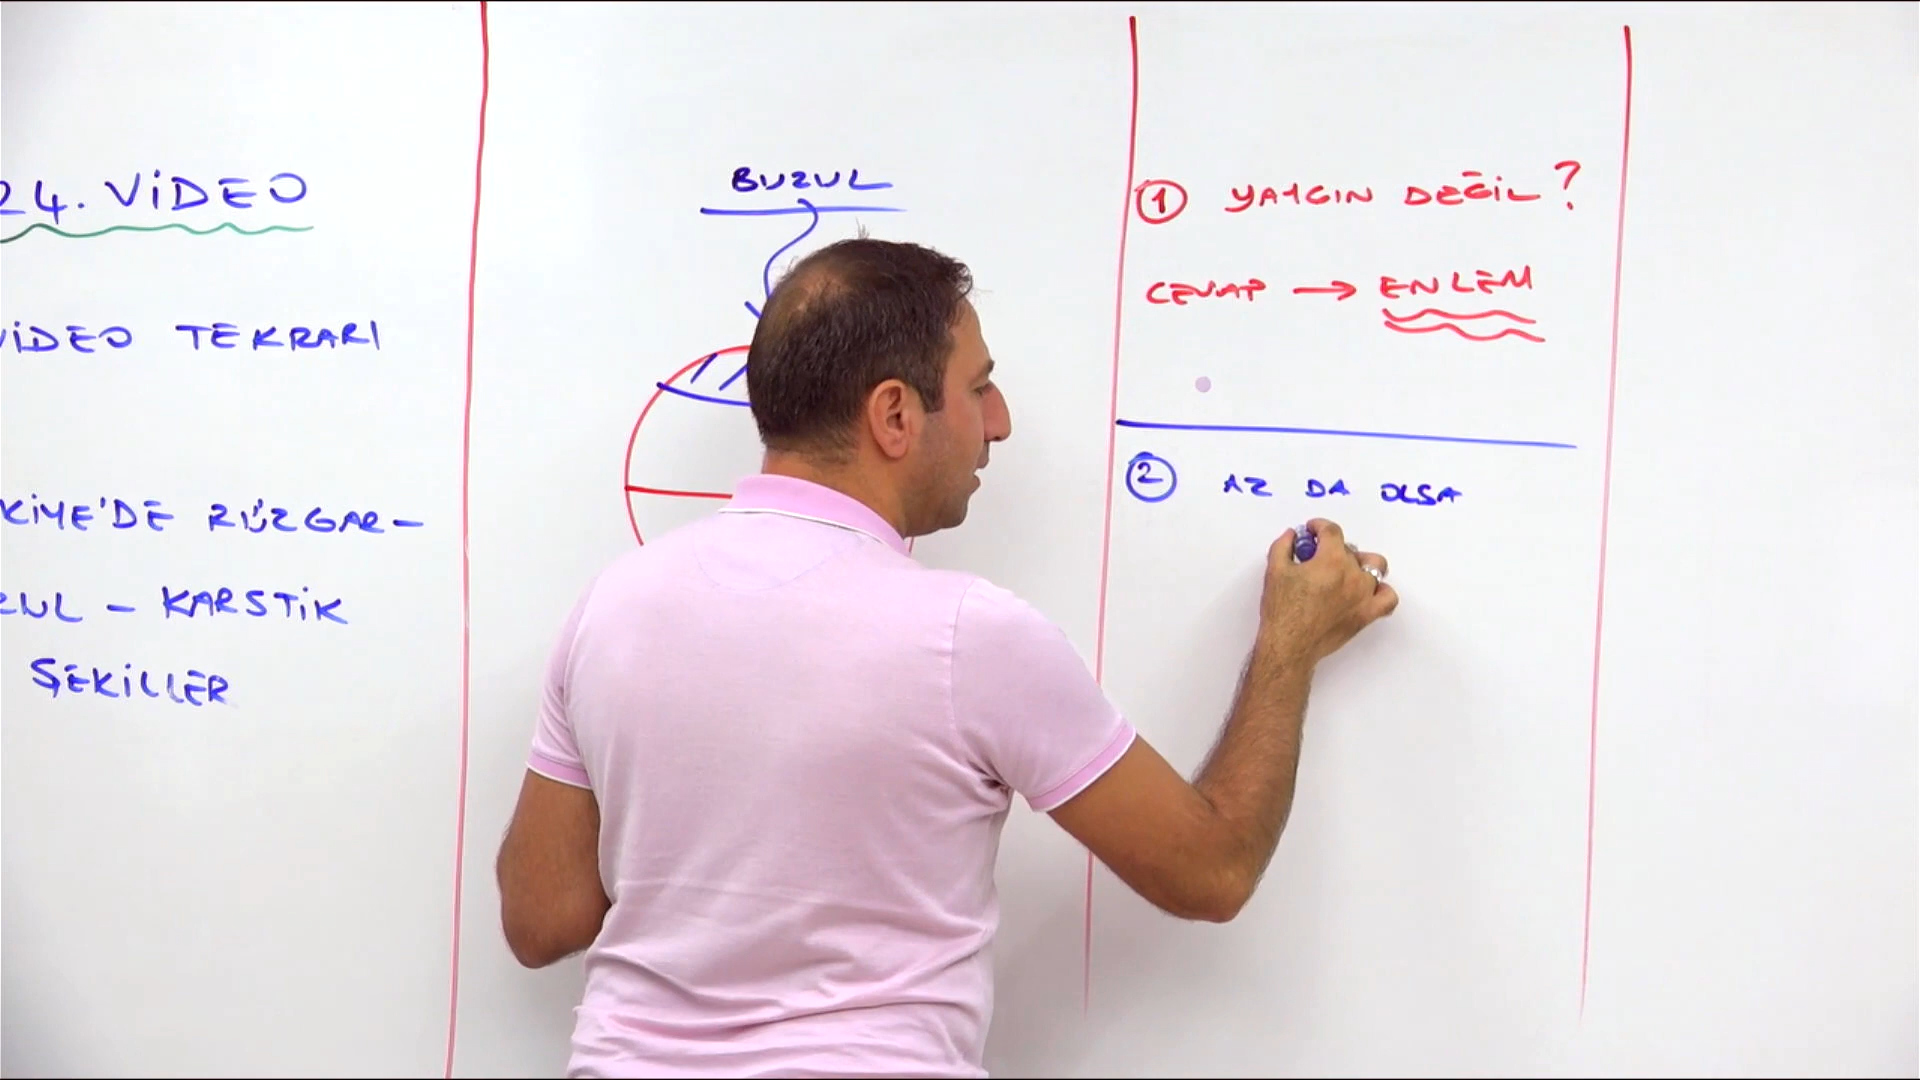 24. VİDEO
VİDEO TEKRARI
KİYE'DE RÜZGAR-
ZUL - KARSTİK
ŞEKİLLER
BUZUL
1 YAYGIN DEĞİL?
CEVAP → ENLEM
2 AZ DA OLSA